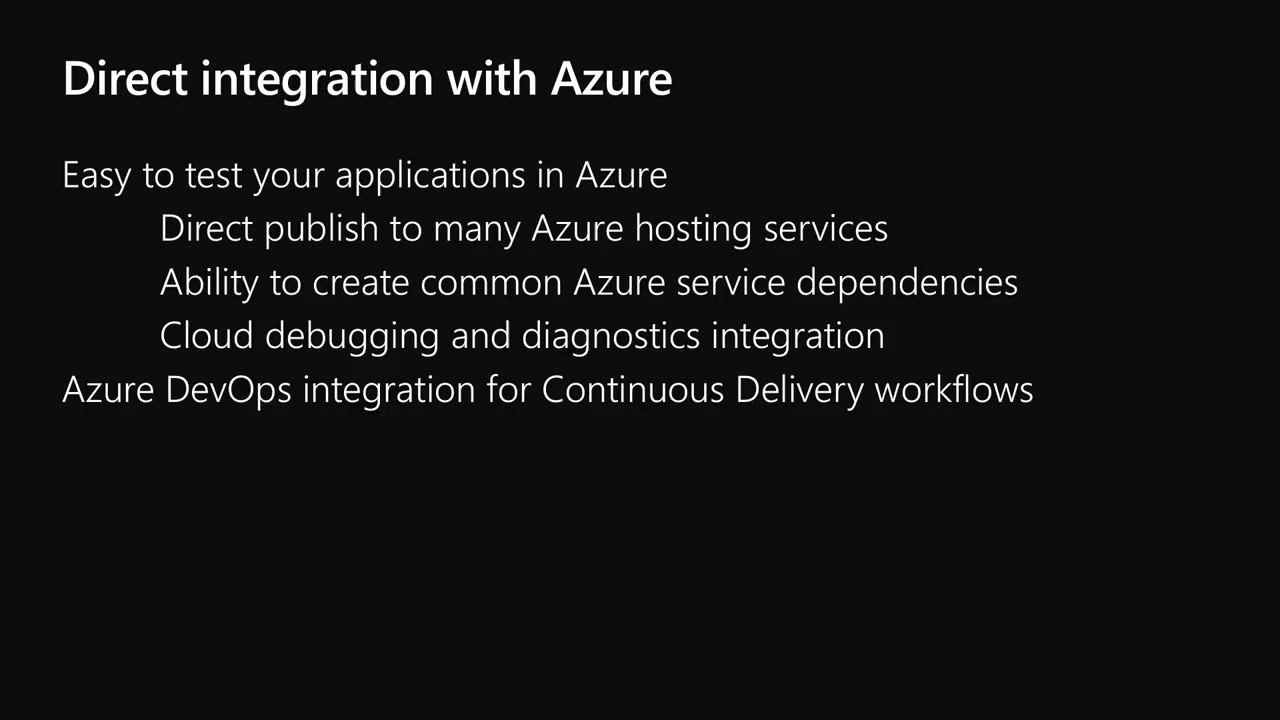 Direct integration with Azure
Easy to test your applications in Azure
Direct publish to many Azure hosting services
Ability to create common Azure service dependencies
Cloud debugging and diagnostics integration
Azure DevOps integration for Continuous Delivery workflows